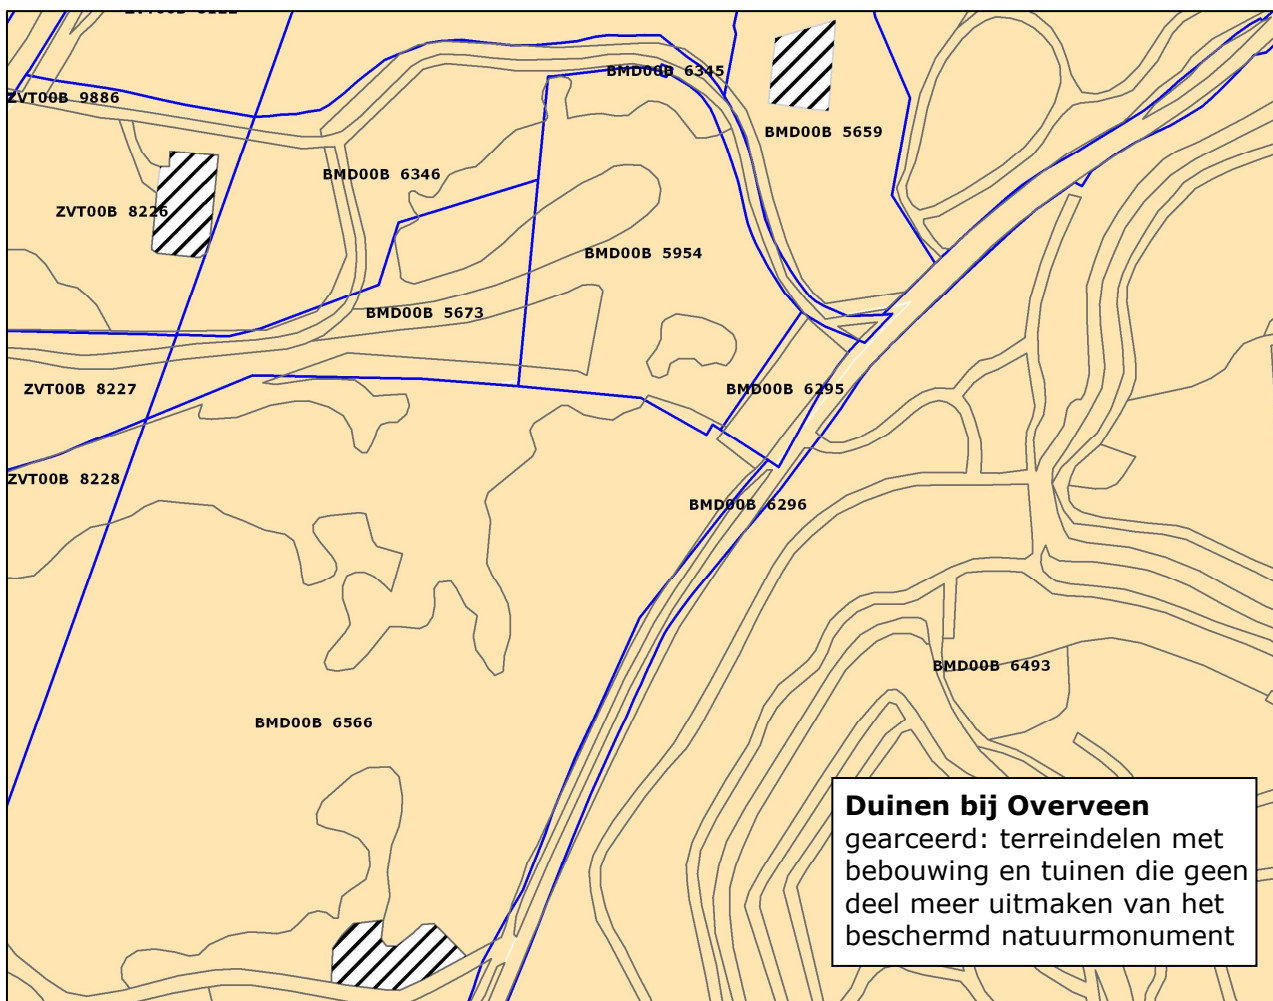 ZVT00B 9886
BMD00B 6345
BMD00B 5659
BMD00B 6346
ZVT00B 8226
BMD00B 5954
BMD00B 5673
ZVT00B 8227
BMD00B 6295
ZVT00B 8228
BMD00B 6296
BMD00B 6493
BMD00B 6566
Duinen bij Overveen
gearceerd: terreindelen met
bebouwing en tuinen die geen
deel meer uitmaken van het
beschermd natuurmonument